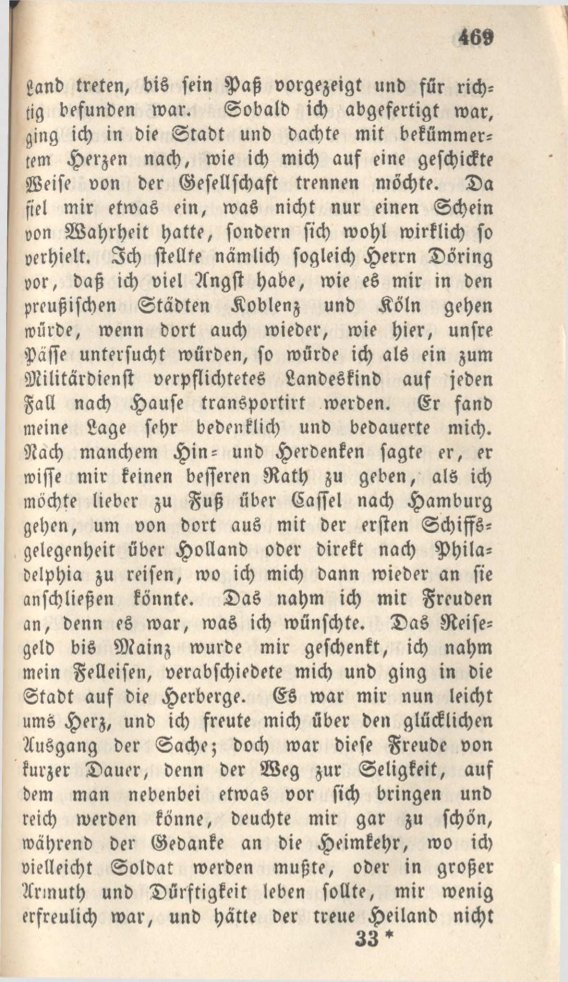 469
Land treten, bis sein Paß vorgezeigt und für rich-
tig befunden war. Sobald ich abgefertigt war,
ging ich in die Stadt und dachte mit bekümmer-
tem Herzen nach, wie ich mich auf eine geschickte
Weise von der Gesellschaft trennen möchte. Da
fiel mir etwas ein, was nicht nur einen Schein
von Wahrheit hatte, sondern sich wohl wirklich so
verhielt. Ich stellte nämlich sogleich Herrn Döring
vor, daß ich viel Angst habe, wie es mir in den
preußischen Städten Koblenz und Köln gehen
würde, wenn dort auch wieder, wie hier, unsre
Pässe untersucht würden, so würde ich als ein zum
Militärdienst verpflichtetes Landeskind auf jeden
Fall nach Hause transportirt werden. Er fand
meine Lage sehr bedenklich und bedauerte mich.
Nach manchem Hin- und Herdenken sagte er, er
wisse mir keinen besseren Rath zu geben, als ich
möchte lieber zu Fuß über Cassel nach Hamburg
gehen, um von dort aus mit der ersten Schiffs-
gelegenheit über Holland oder direkt nach Phila-
delphia zu reisen, wo ich mich dann wieder an sie
anschließen könnte. Das nahm ich mit Freuden
an, denn es war, was ich wünschte. Das Reise-
geld bis Mainz wurde mir geschenkt, ich nahm
mein Felleisen, verabschiedete mich und ging in die
Stadt auf die Herberge. Es war mir nun leicht
ums Herz, und ich freute mich über den glücklichen
Ausgang der Sache; doch war diese Freude von
kurzer Dauer, denn der Weg zur Seligkeit, auf
dem man nebenbei etwas vor sich bringen und
reich werden könne, deuchte mir gar zu schön,
während der Gedanke an die Heimkehr, wo ich
vielleicht Soldat werden mußte, oder in großer
Armuth und Dürftigkeit leben sollte, mir wenig
erfreulich war, und hätte der treue Heiland nicht
33*